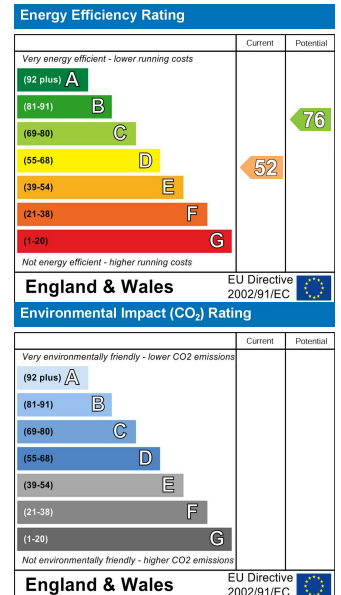 Energy Efficiency Rating
Current Potential
Very energy efficient - lower running costs
(92 plus) A
(81-91) B
(69-80) C
(55-68) D
(39-54) E
(21-38) F
(1-20) G
52
76
Not energy efficient - higher running costs
England & Wales
EU Directive
2002/91/EC
Environmental Impact (CO₂) Rating
Current Potential
Very environmentally friendly - lower CO2 emissions
(92 plus) A
(81-91) B
(69-80) C
(55-68) D
(39-54) E
(21-38) F
(1-20) G
Not environmentally friendly - higher CO2 emissions
England & Wales
EU Directive
2002/91/EC